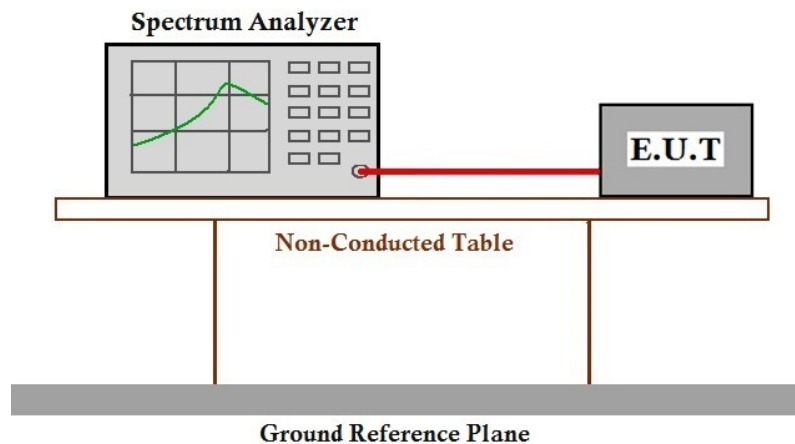 Spectrum Analyzer
E.U.T
Non-Conducted Table
Ground Reference Plane